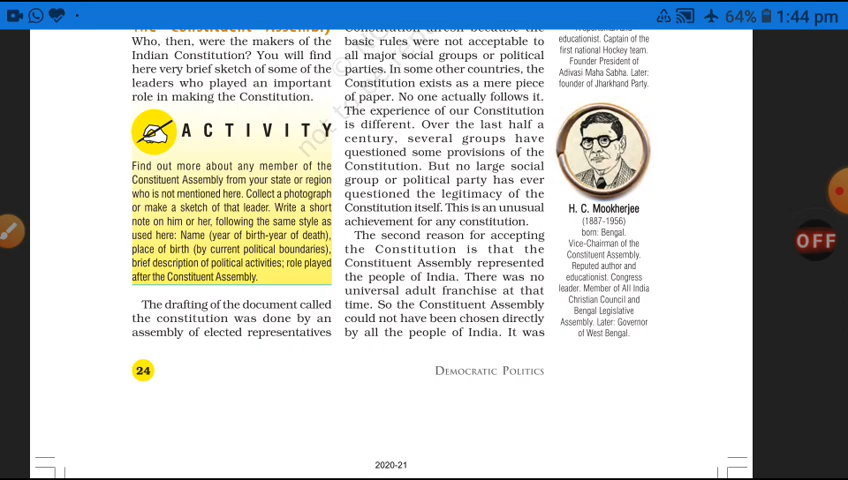 64% 1:44 pm
The Constituent Assembly
Who, then, were the makers of the
Indian Constitution? You will find
here very brief sketch of some of the
leaders who played an important
role in making the Constitution.
ACTIVITY
Find out more about any member of the
Constituent Assembly from your state or region
who is not mentioned here. Collect a photograph
or make a sketch of that leader. Write a short
note on him or her, following the same style as
used here: Name (year of birth-year of death),
place of birth (by current political boundaries),
brief description of political activities; role played
after the Constituent Assembly.
The drafting of the document called
the constitution was done by an
assembly of elected representatives
basic rules were not acceptable to
all major social groups or political
parties. In some other countries, the
Constitution exists as a mere piece
of paper. No one actually follows it.
The experience of our Constitution
is different. Over the last half a
century, several groups have
questioned some provisions of the
Constitution. But no large social
group or political party has ever
questioned the legitimacy of the
Constitution itself. This is an unusual
achievement for any constitution.
The second reason for accepting
the Constitution is that the
Constituent Assembly represented
the people of India. There was no
universal adult franchise at that
time. So the Constituent Assembly
could not have been chosen directly
by all the people of India. It was
educationist. Captain of the
first national Hockey team.
Founder President of
Adivasi Maha Sabha. Later:
founder of Jharkhand Party.
H. C. Mookherjee
(1887-1956)
born: Bengal.
Vice-Chairman of the
Constituent Assembly.
Reputed author and
educationist. Congress
leader. Member of All India
Christian Council and
Bengal Legislative
Assembly. Later: Governor
of West Bengal.
OFF
24
DEMOCRATIC POLITICS
2020-21
not to be